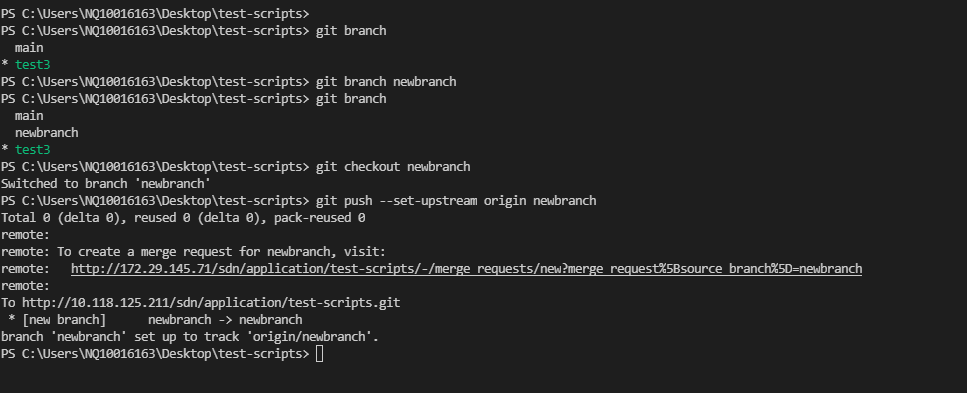 PS C:\Users\NQ10016163\Desktop\test-scripts>
PS C:\Users\NQ10016163\Desktop\test-scripts> git branch
  main
* test3
PS C:\Users\NQ10016163\Desktop\test-scripts> git branch newbranch
PS C:\Users\NQ10016163\Desktop\test-scripts> git branch
  main
  newbranch
* test3
PS C:\Users\NQ10016163\Desktop\test-scripts> git checkout newbranch
Switched to branch 'newbranch'
PS C:\Users\NQ10016163\Desktop\test-scripts> git push --set-upstream origin newbranch
Total 0 (delta 0), reused 0 (delta 0), pack-reused 0
remote:
remote: To create a merge request for newbranch, visit:
remote:   http://172.29.145.71/sdn/application/test-scripts/-/merge_requests/new?merge_request%5Bsource_branch%5D=newbranch
remote:
To http://10.118.125.211/sdn/application/test-scripts.git
 * [new branch]      newbranch -> newbranch
branch 'newbranch' set up to track 'origin/newbranch'.
PS C:\Users\NQ10016163\Desktop\test-scripts>